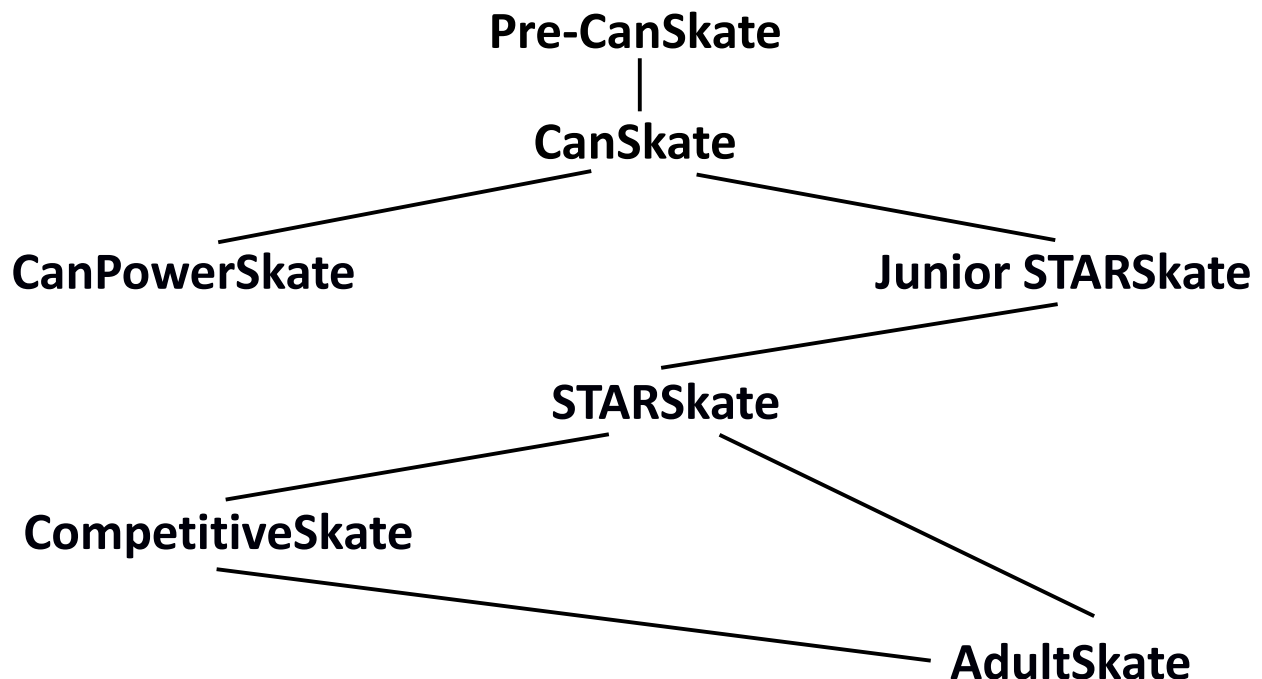 Pre-CanSkate
CanSkate
CanPowerSkate
Junior STARSkate
STARSkate
CompetitiveSkate
AdultSkate